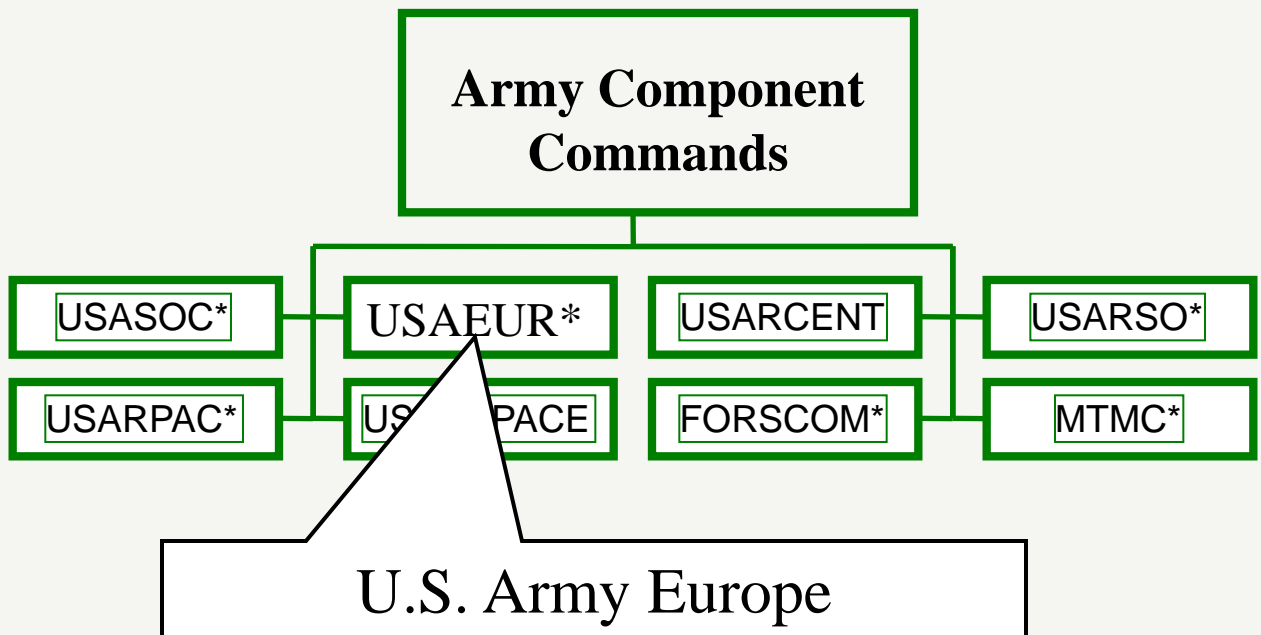 Army Component
Commands
USASOC*
USAEUR*
USARCENT
USARSO*
USARPAC*
FORSCOM*
MTMC*
U.S. Army Europe